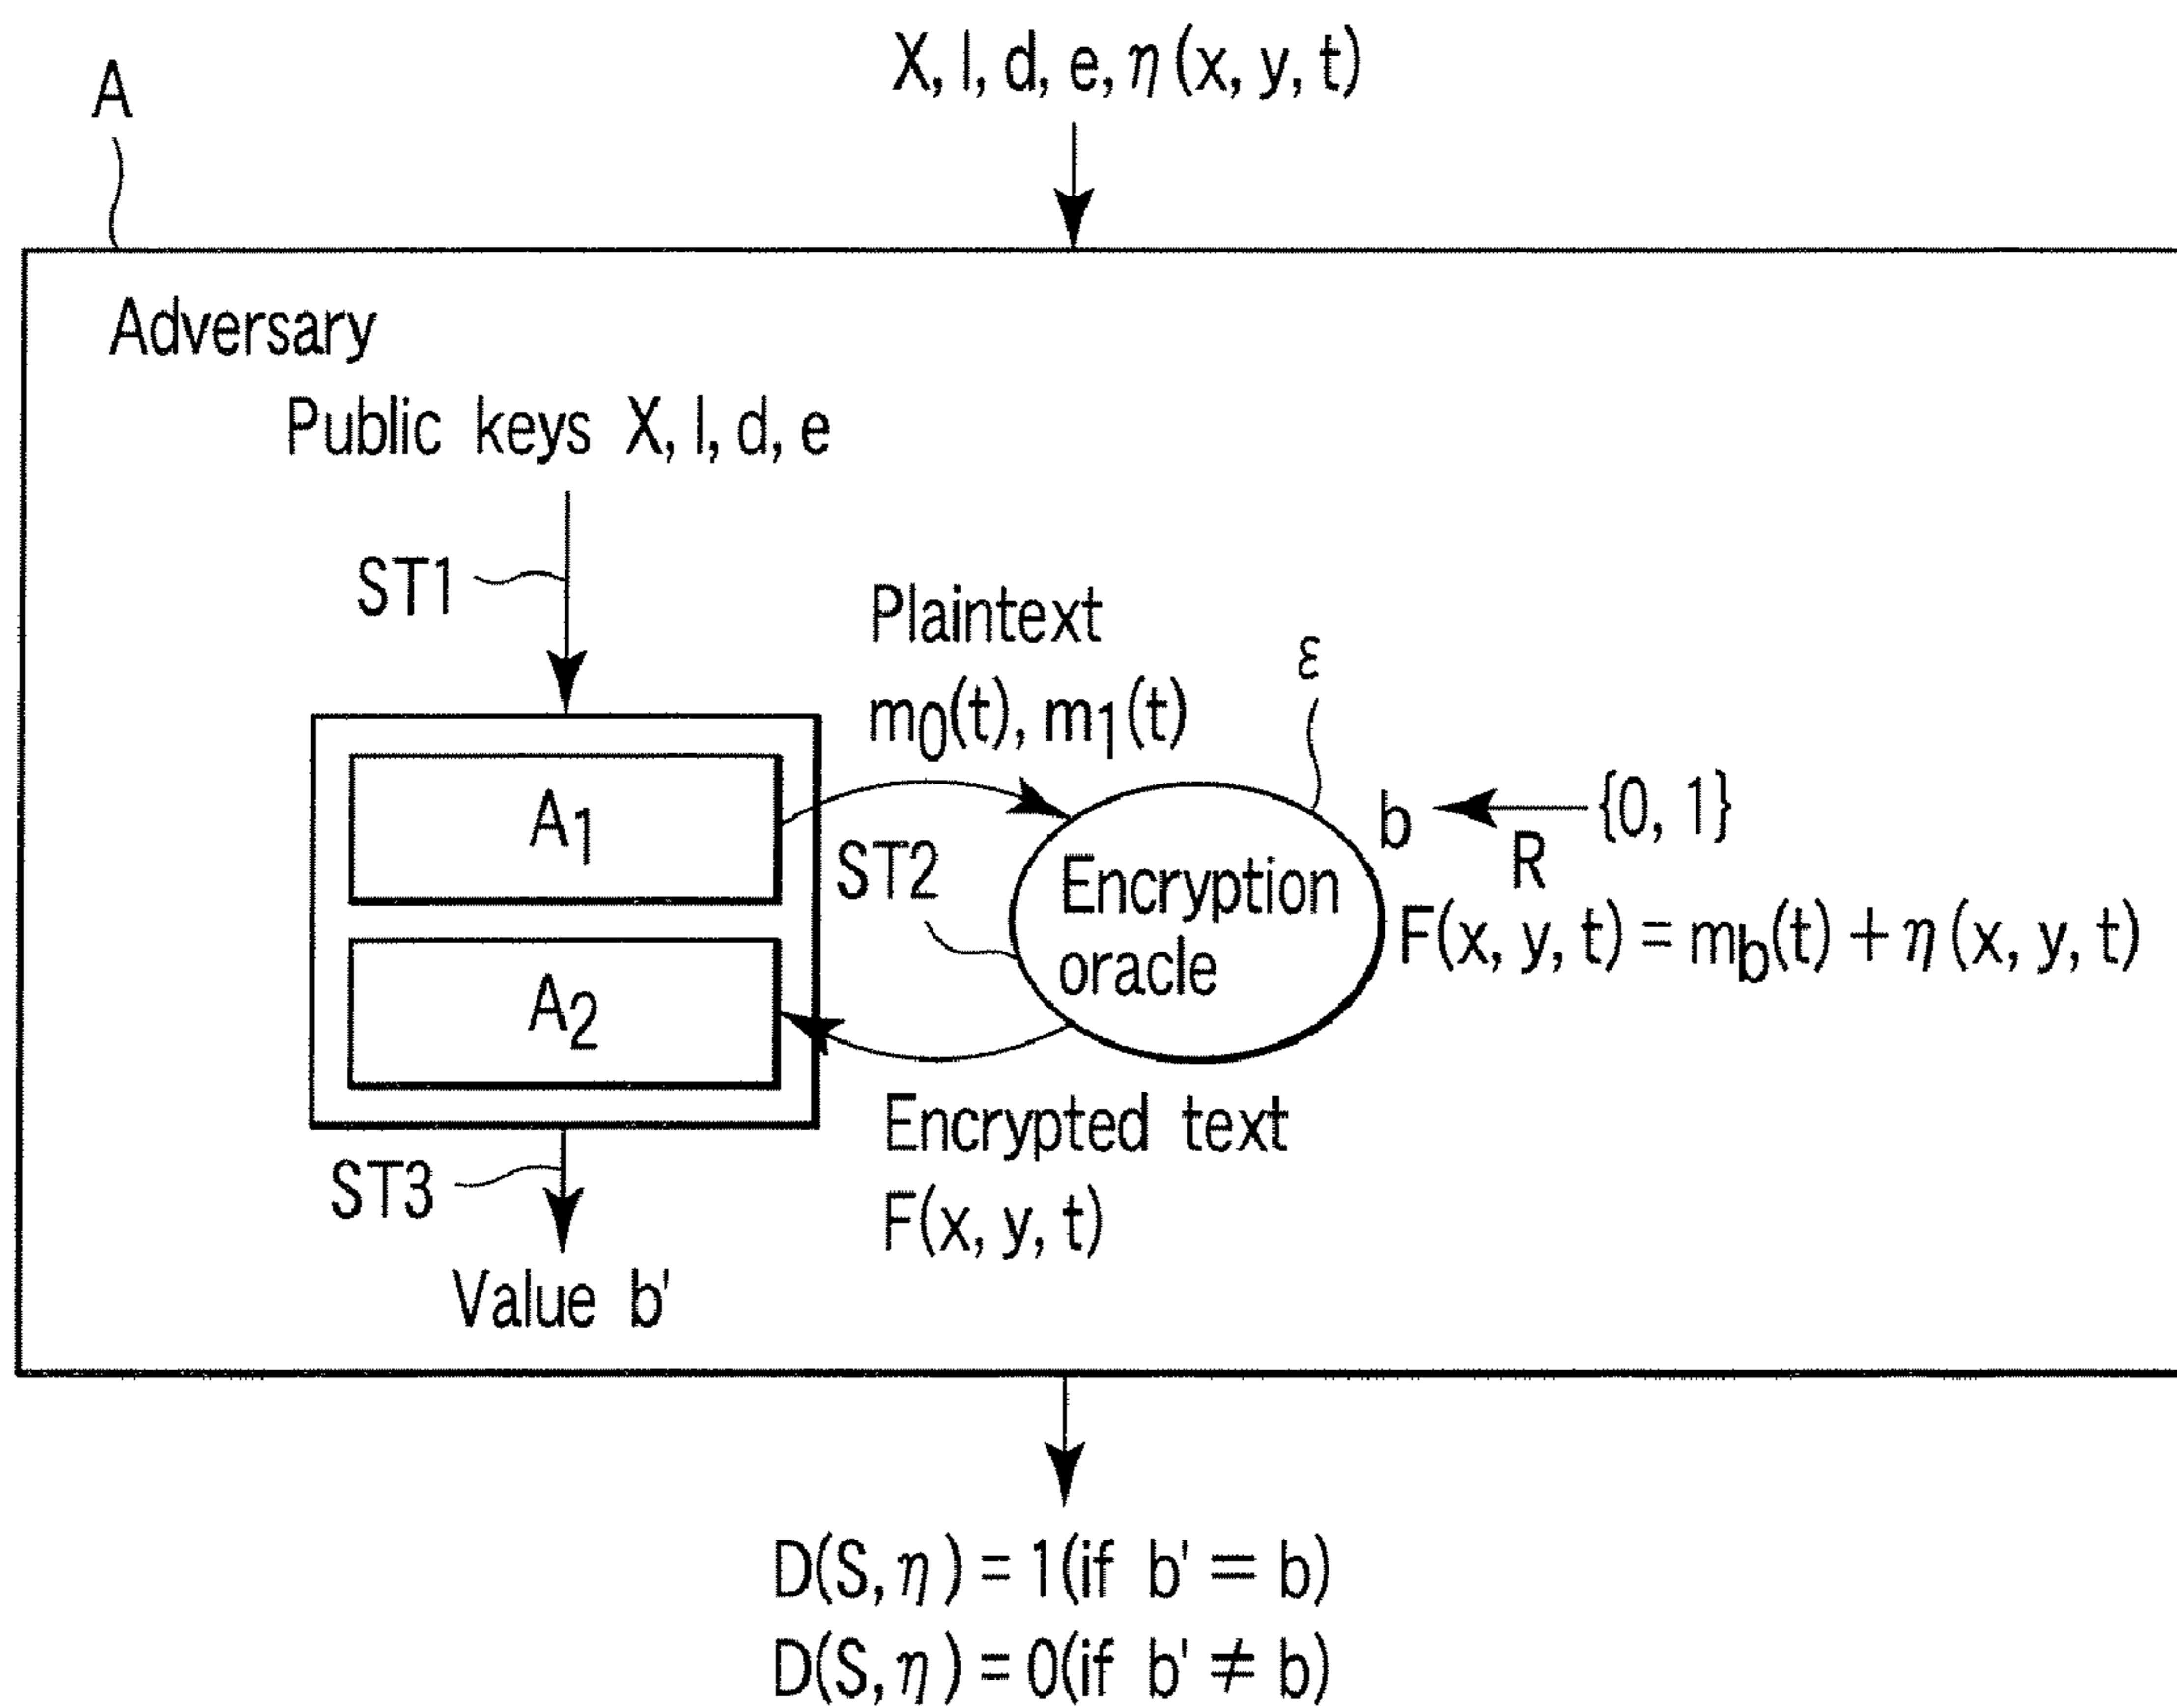 X, l, d, e, η(x, y, t)
A
Adversary
Public keys X, l, d, e
ST1
Plaintext
m0(t), m1(t)
ε
A1
ST2
Encryption
oracle
b
R
{0, 1}
F(x, y, t) = mb(t) + η(x, y, t)
A2
Encrypted text
F(x, y, t)
ST3
Value b'
D(S, η) = 1(if b' = b)
D(S, η) = 0(if b' ≠ b)